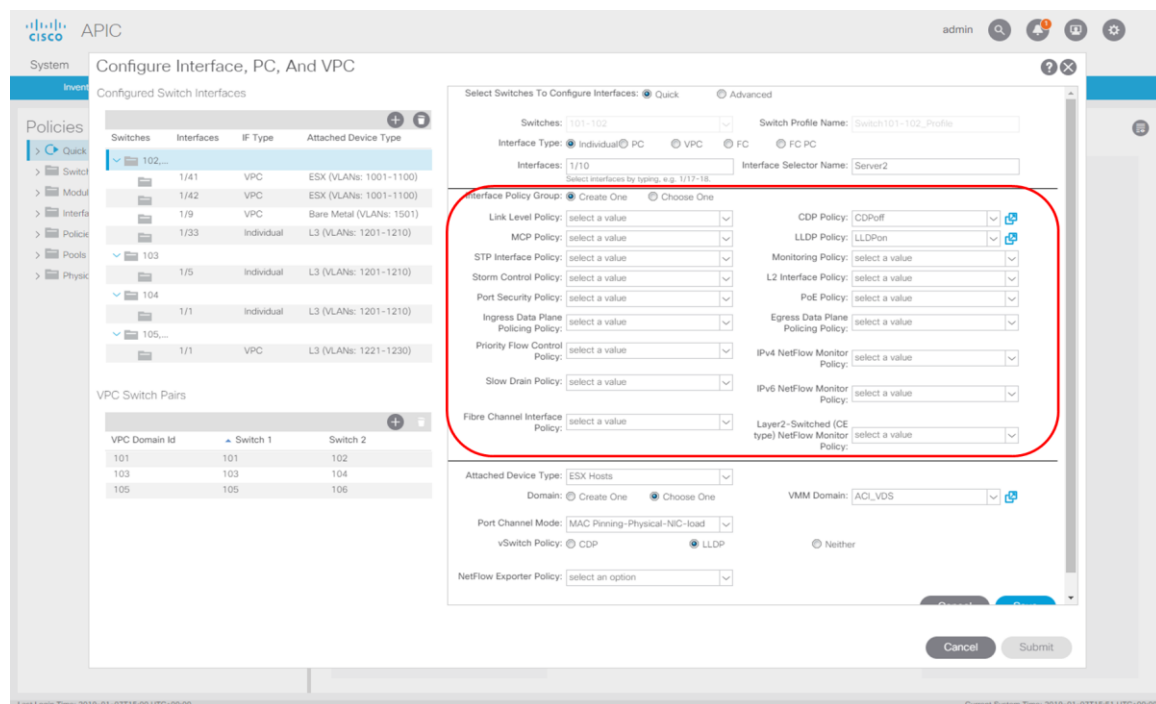 CISCO APIC
admin
1
System
Configure Interface, PC, And VPC
Invent
Configured Switch Interfaces
Switches Interfaces IF Type Attached Device Type
102,...
1/41 VPC ESX (VLANs: 1001-1100)
1/42 VPC ESX (VLANs: 1001-1100)
1/9 VPC Bare Metal (VLANs: 1501)
1/33 Individual L3 (VLANs: 1201-1210)
103
1/5 Individual L3 (VLANs: 1201-1210)
104
1/1 Individual L3 (VLANs: 1201-1210)
105,...
1/1 VPC L3 (VLANs: 1221-1230)
VPC Switch Pairs
VPC Domain Id Switch 1 Switch 2
101 101 102
103 103 104
105 105 106
Policies
Quick
Switch
Modul
Interfa
Policie
Pools
Physic
Select Switches To Configure Interfaces: Quick Advanced
Switches: 101-102 Switch Profile Name: Switch101-102_Profile
Interface Type: Individual PC VPC FC FC PC
Interfaces: 1/10 Interface Selector Name: Server2
Select interfaces by typing, e.g. 1/17-18.
Interface Policy Group: Create One Choose One
Link Level Policy: select a value CDP Policy: CDPoff
MCP Policy: select a value LLDP Policy: LLDPon
STP Interface Policy: select a value Monitoring Policy: select a value
Storm Control Policy: select a value L2 Interface Policy: select a value
Port Security Policy: select a value PoE Policy: select a value
Ingress Data Plane Policing Policy: select a value Egress Data Plane Policing Policy: select a value
Priority Flow Control Policy: select a value IPv4 NetFlow Monitor Policy: select a value
Slow Drain Policy: select a value IPv6 NetFlow Monitor Policy: select a value
Fibre Channel Interface Policy: select a value Layer2-Switched (CE type) NetFlow Monitor Policy: select a value
Attached Device Type: ESX Hosts
Domain: Create One Choose One VMM Domain: ACI_VDS
Port Channel Mode: MAC Pinning-Physical-NIC-load
vSwitch Policy: CDP LLDP Neither
NetFlow Exporter Policy: select an option
Cancel Submit